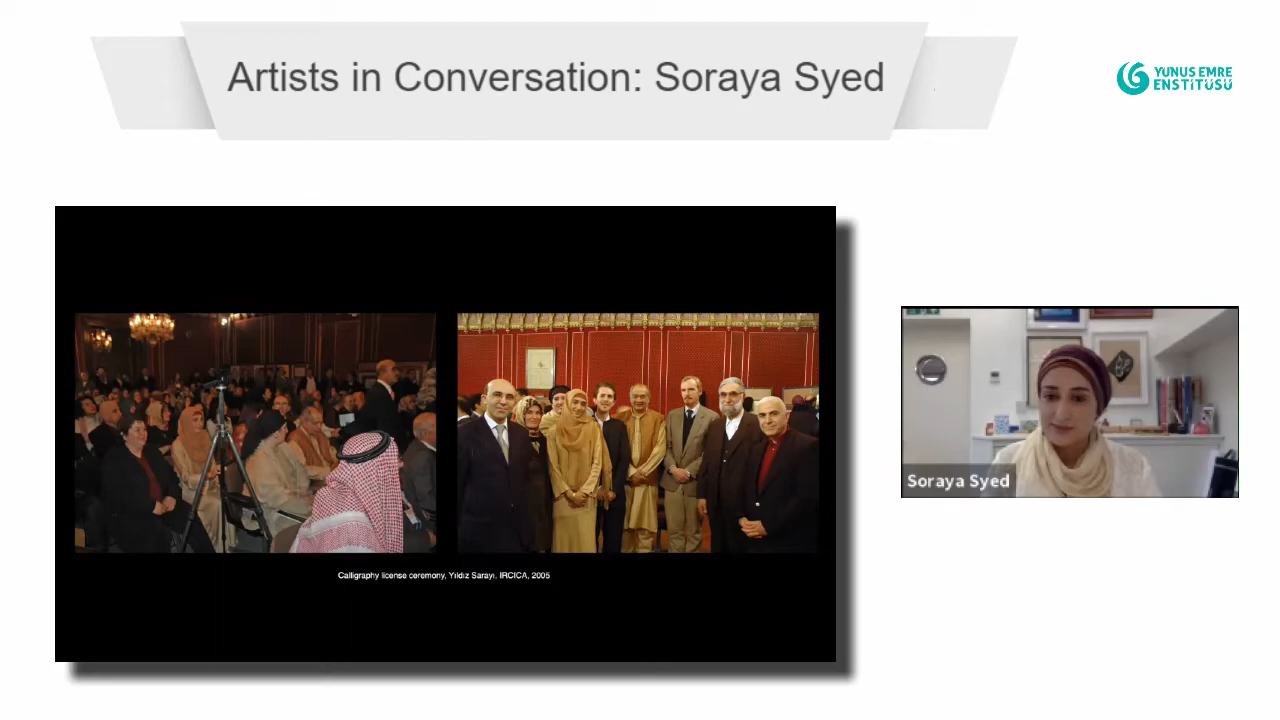 Artists in Conversation: Soraya Syed
YUNUS EMRE
ENSTİTÜSÜ
Soraya Syed
Calligraphy license ceremony, Yıldız Sarayı, IRCICA, 2005